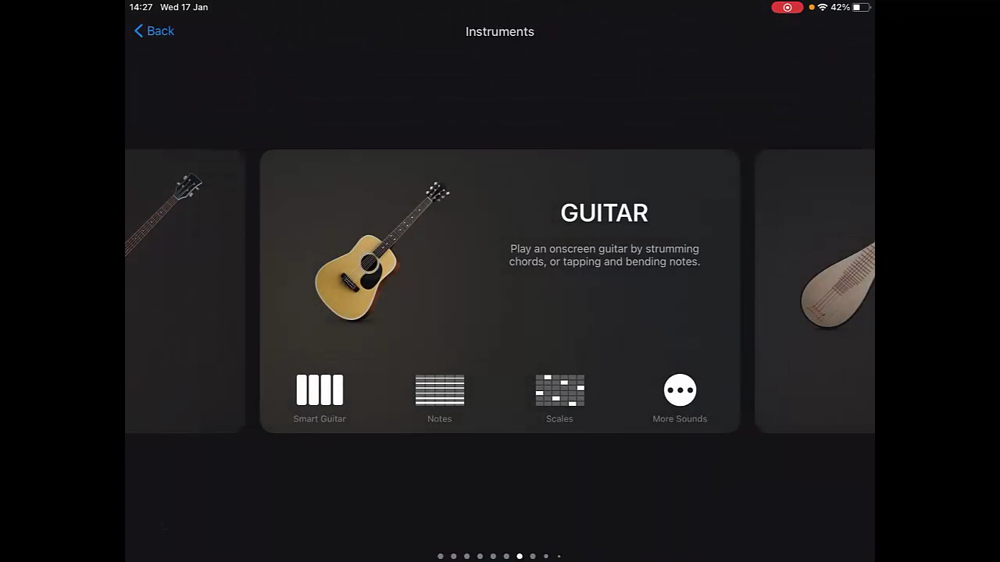 14:27 Wed 17 Jan
42%
Back
Instruments
GUITAR
Play an onscreen guitar by strumming
chords, or tapping and bending notes.
Smart Guitar
Notes
Scales
More Sounds